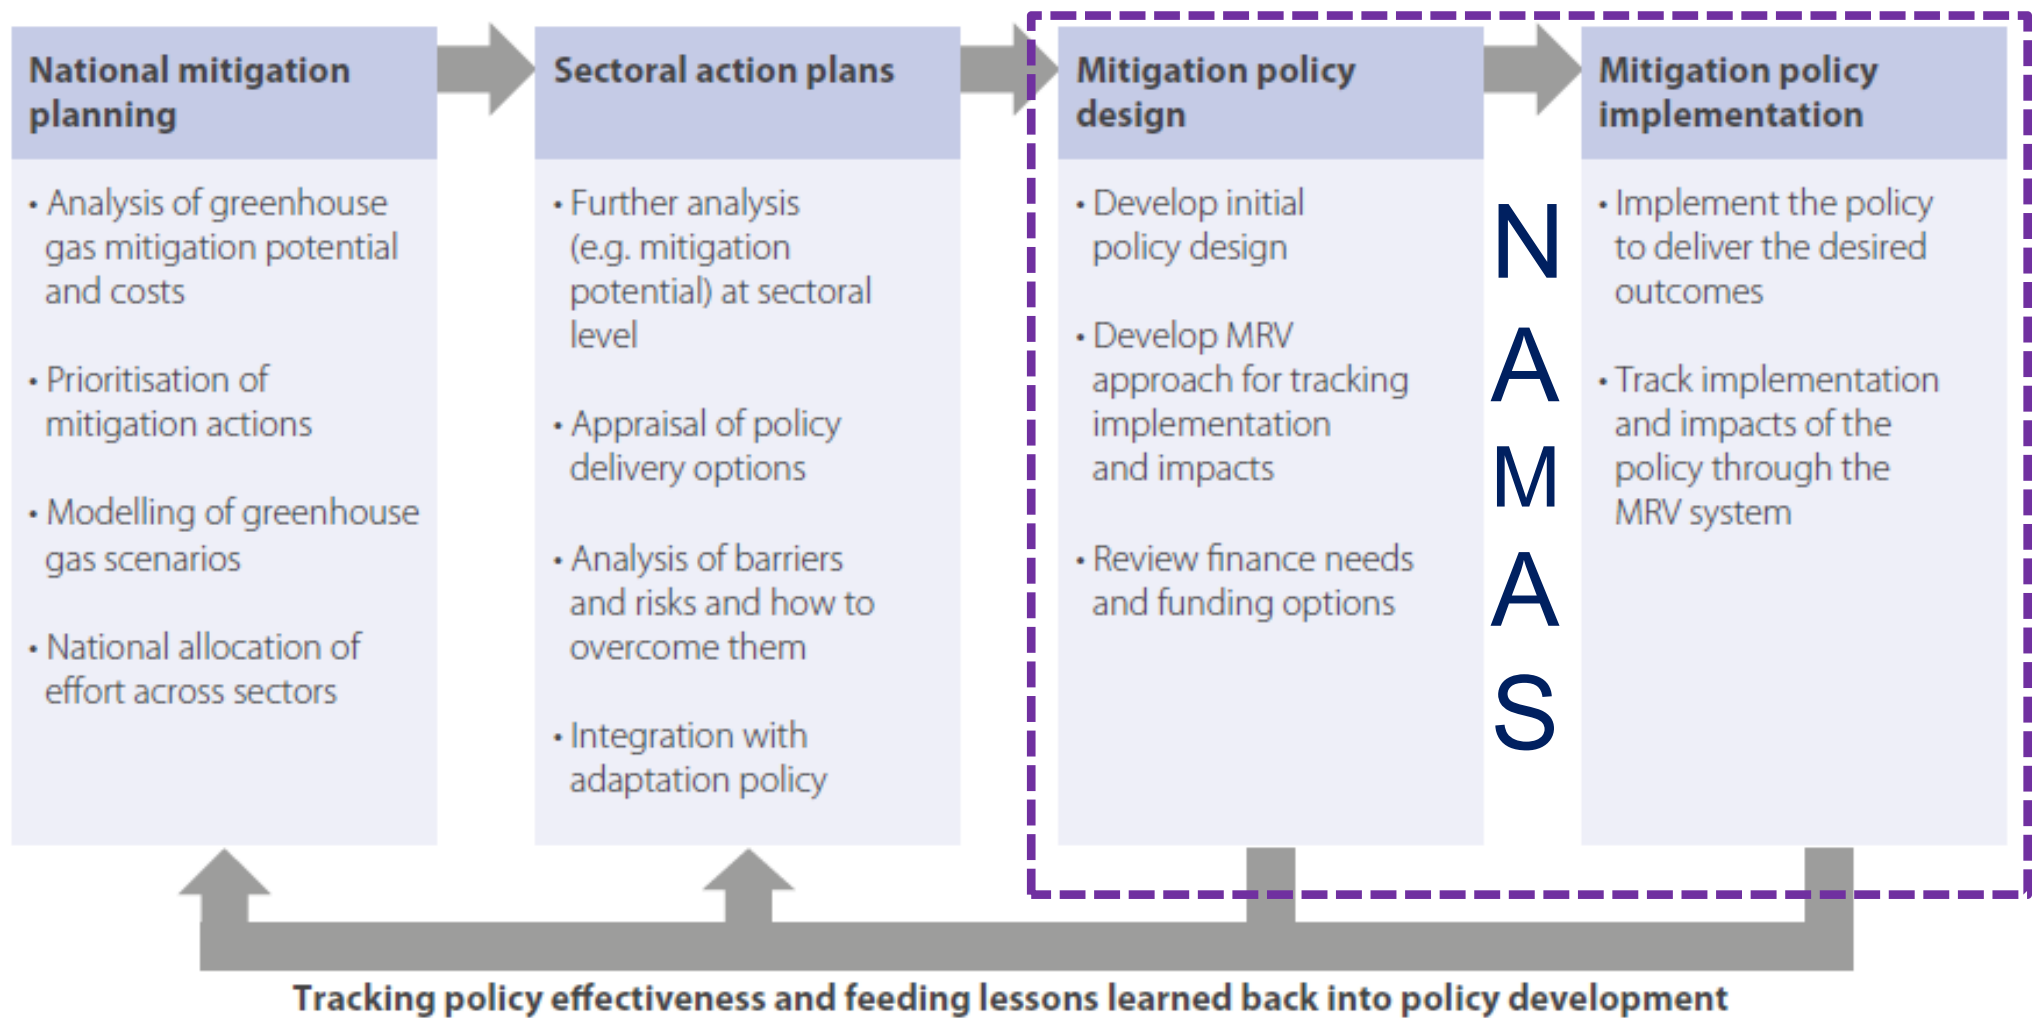 National mitigation
planning
• Analysis of greenhouse
gas mitigation potential
and costs
• Prioritisation of
mitigation actions
• Modelling of greenhouse
gas scenarios
• National allocation of
effort across sectors
Sectoral action plans
• Further analysis
(e.g. mitigation
potential) at sectoral
level
• Appraisal of policy
delivery options
• Analysis of barriers
and risks and how to
overcome them
• Integration with
adaptation policy
Mitigation policy
design
• Develop initial
policy design
• Develop MRV
approach for tracking
implementation
and impacts
• Review finance needs
and funding options
N
A
M
A
S
Mitigation policy
implementation
• Implement the policy
to deliver the desired
outcomes
• Track implementation
and impacts of the
policy through the
MRV system
Tracking policy effectiveness and feeding lessons learned back into policy development